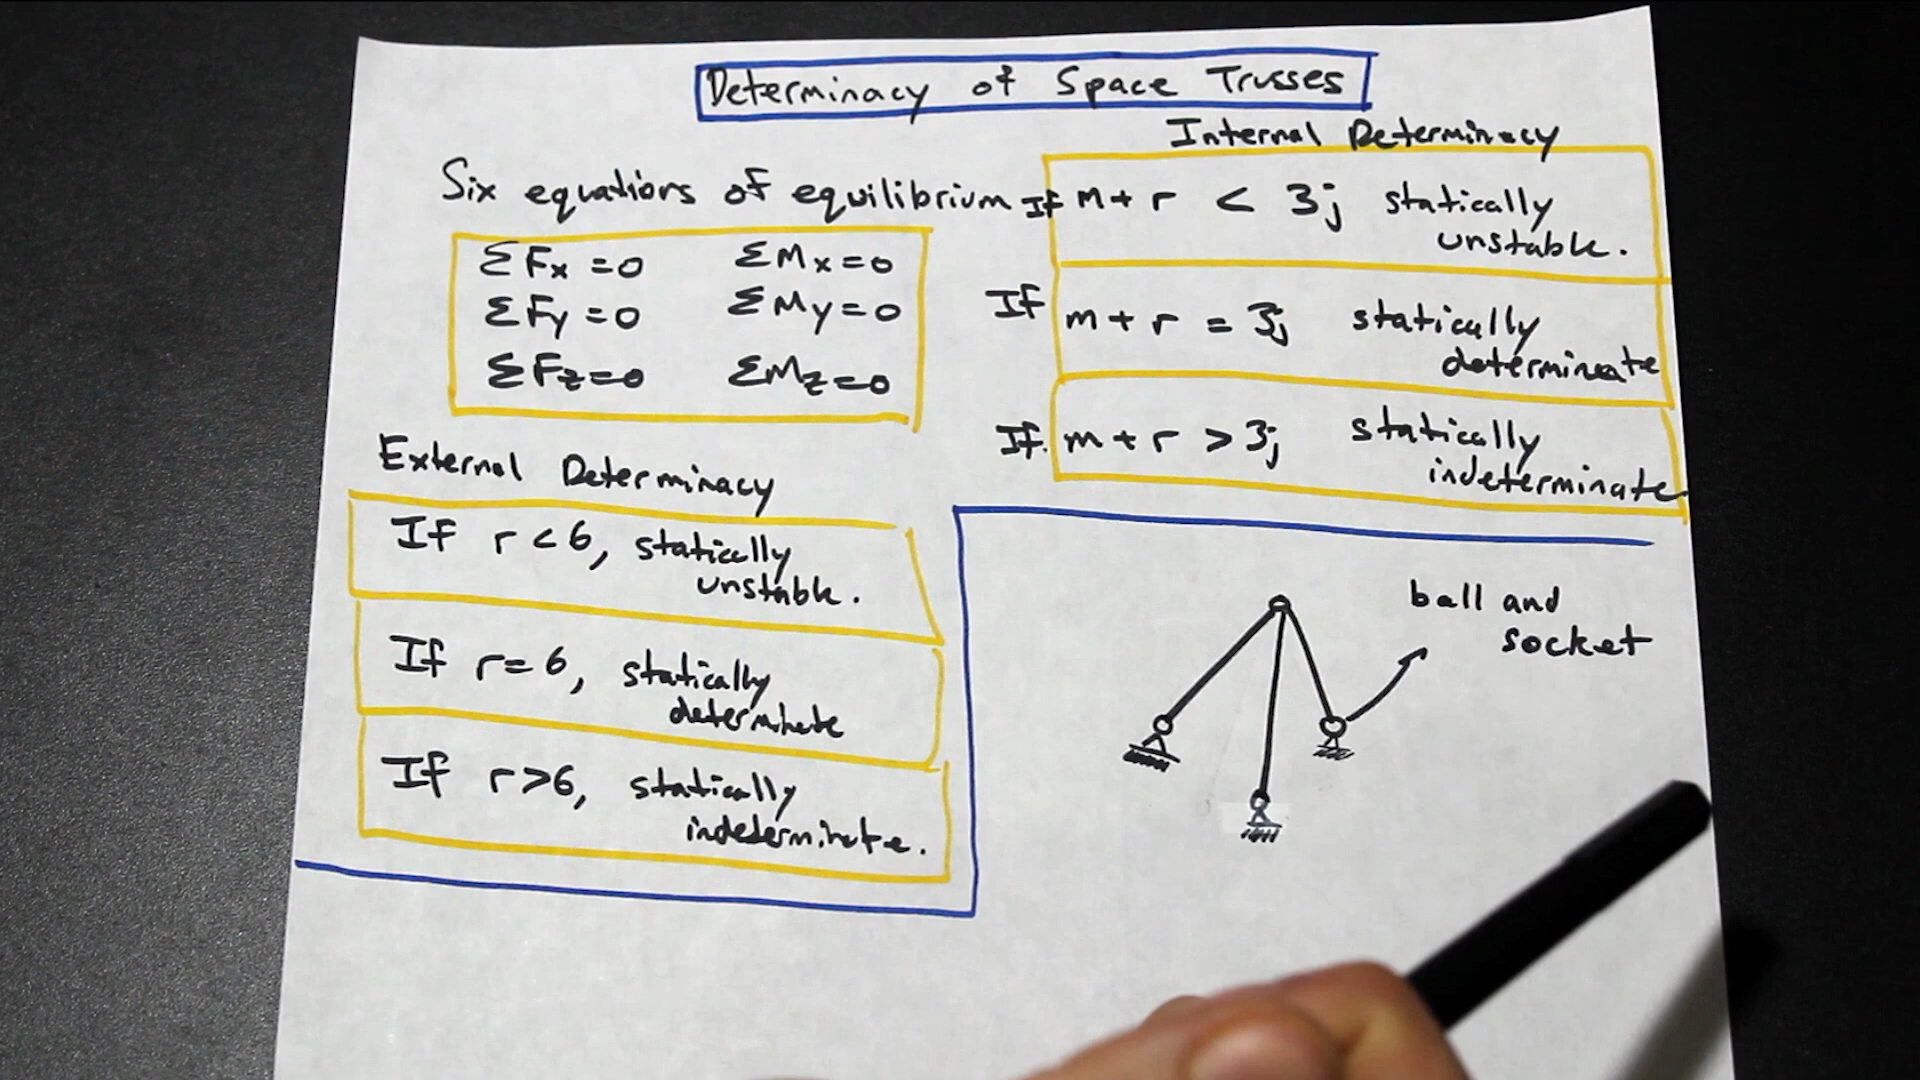 Determinacy of Space Trusses
Six equations of equilibrium
ΣFx=0 ΣMx=0
ΣFy=0 ΣMy=0
ΣFz=0 ΣMz=0
External Determinacy
If r<6, statically
unstable.
If r=6, statically
determinate
If r>6, statically
indeterminate.
Internal Determinacy
If m+r < 3j statically
unstable.
If m+r = 3j statically
determinate
If m+r >3j statically
indeterminate
ball and
socket